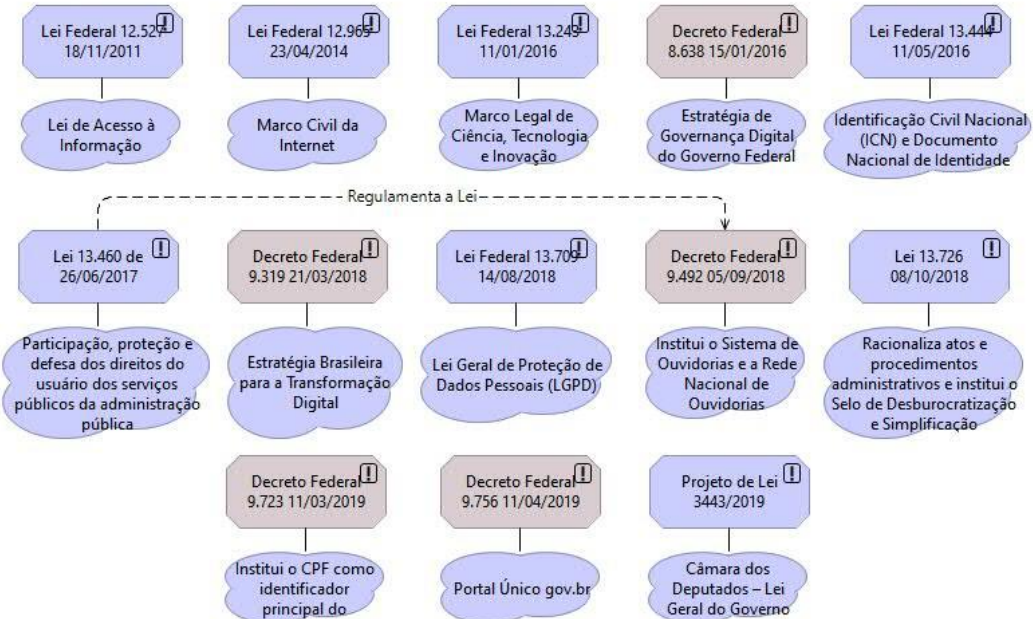 Lei Federal 12.527
18/11/2011
Lei Federal 12.965
23/04/2014
Lei Federal 13.243
11/01/2016
Decreto Federal
8.638 15/01/2016
Lei Federal 13.444
11/05/2016
Lei de Acesso à
Informação
Marco Civil da
Internet
Marco Legal de
Ciência, Tecnologia
e Inovação
Estratégia de
Governança Digital
do Governo Federal
Identificação Civil Nacional
(ICN) e Documento
Nacional de Identidade
Regulamenta a Lei
Lei 13.460 de
26/06/2017
Decreto Federal
9.319 21/03/2018
Lei Federal 13.709
14/08/2018
Decreto Federal
9.492 05/09/2018
Lei 13.726
08/10/2018
Participação, proteção e
defesa dos direitos do
usuário dos serviços
públicos da administração
pública
Estratégia Brasileira
para a Transformação
Digital
Lei Geral de Proteção de
Dados Pessoais (LGPD)
Institui o Sistema de
Ouvidorias e a Rede
Nacional de
Ouvidorias
Racionaliza atos e
procedimentos
administrativos e institui o
Selo de Desburocratização
e Simplificação
Decreto Federal
9.723 11/03/2019
Decreto Federal
9.756 11/04/2019
Projeto de Lei
3443/2019
Institui o CPF como
identificador
principal do
Portal Único gov.br
Câmara dos
Deputados – Lei
Geral do Governo